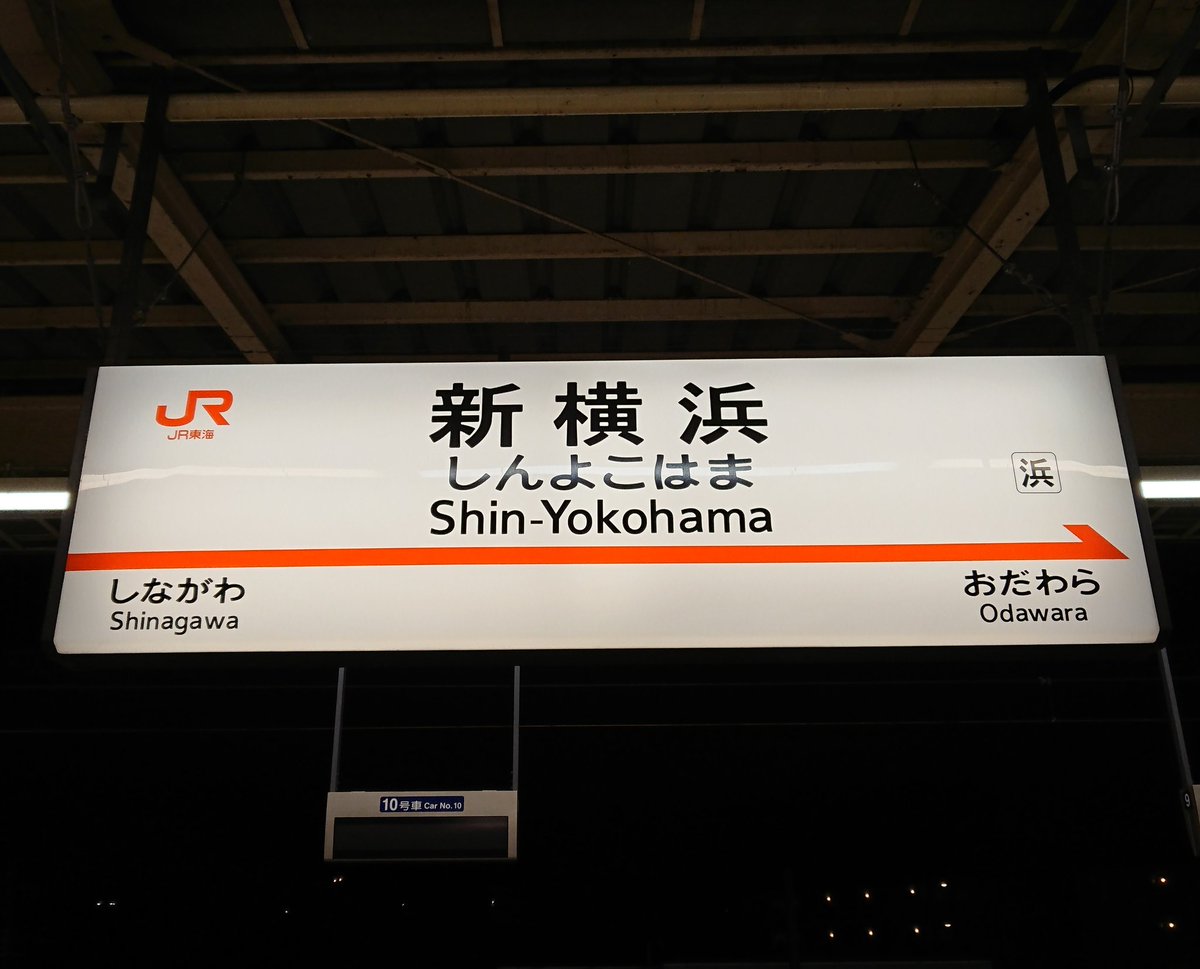 JR
JR東海
新横浜
しんよこはま
Shin-Yokohama
浜
しながわ
Shinagawa
おだわら
Odawara
10号車 Car No.10
9